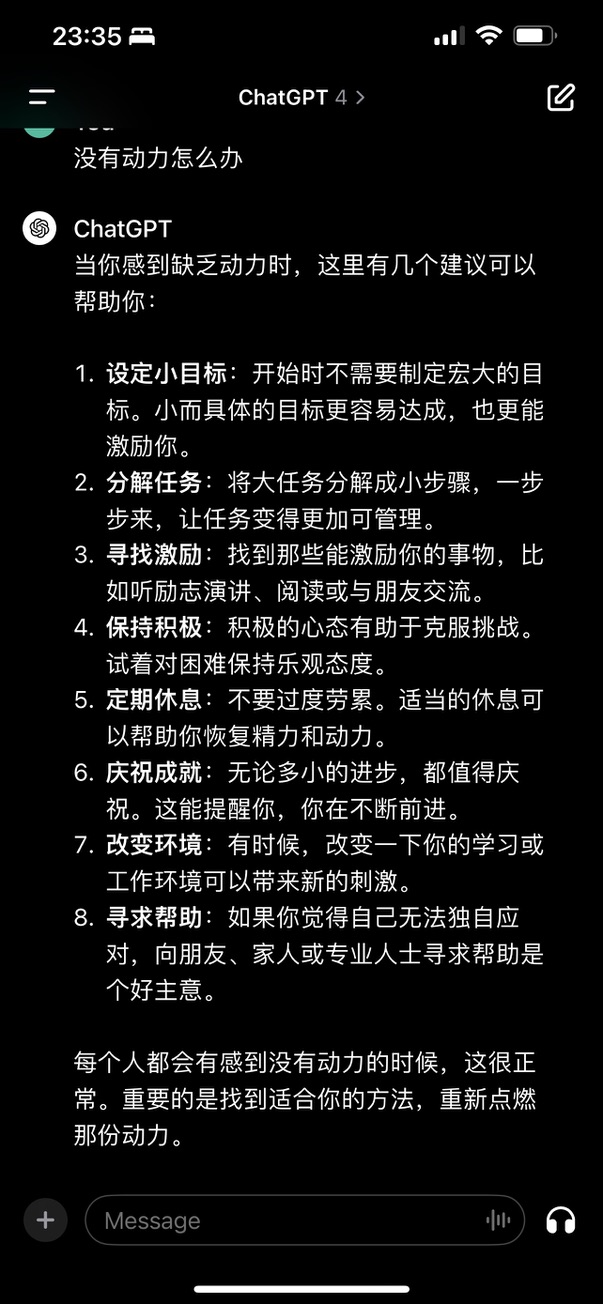 23:35
ChatGPT 4 >
You
没有动力怎么办
ChatGPT
当你感到缺乏动力时，这里有几个建议可以
帮助你：
1. 设定小目标：开始时不需要制定宏大的目
标。小而具体的目标更容易达成，也更能
激励你。
2. 分解任务：将大任务分解成小步骤，一步
步来，让任务变得更加可管理。
3. 寻找激励：找到那些能激励你的事物，比
如听励志演讲、阅读或与朋友交流。
4. 保持积极：积极的心态有助于克服挑战。
试着对困难保持乐观态度。
5. 定期休息：不要过度劳累。适当的休息可
以帮助你恢复精力和动力。
6. 庆祝成就：无论多小的进步，都值得庆
祝。这能提醒你，你在不断前进。
7. 改变环境：有时候，改变一下你的学习或
工作环境可以带来新的刺激。
8. 寻求帮助：如果你觉得自己无法独自应
对，向朋友、家人或专业人士寻求帮助是
个好主意。
每个人都会有感到没有动力的时候，这很正
常。重要的是找到适合你的方法，重新点燃
那份动力。
Message